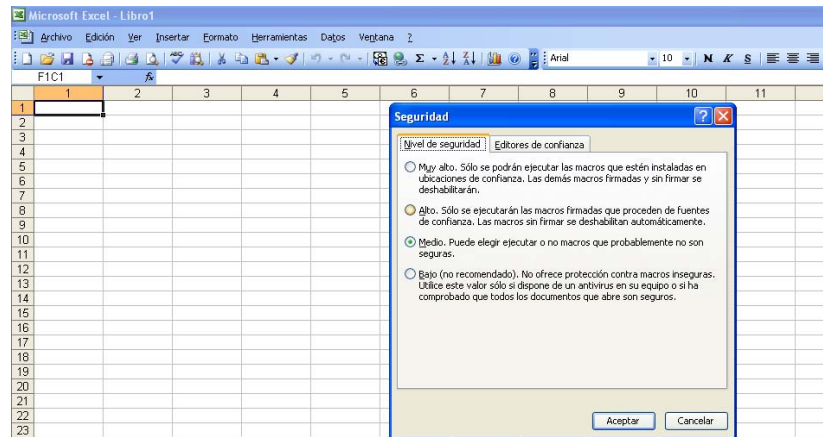 Microsoft Excel - Libro1
Archivo Edición Ver Insertar Formato Herramientas Datos Ventana ?
Arial 10 N K S
F1C1 fx
1 2 3 4 5 6 7 8 9 10 11
1
2
3
4
5
6
7
8
9
10
11
12
13
14
15
16
17
18
19
20
21
22
23
Seguridad
Nivel de seguridad Editores de confianza
Muy alto. Sólo se podrán ejecutar las macros que estén instaladas en
ubicaciones de confianza. Las demás macros firmadas y sin firmar se
deshabilitarán.
Alto. Sólo se ejecutarán las macros firmadas que proceden de fuentes
de confianza. Las macros sin firmar se deshabilitan automáticamente.
Medio. Puede elegir ejecutar o no macros que probablemente no son
seguras.
Bajo (no recomendado). No ofrece protección contra macros inseguras.
Utilice este valor sólo si dispone de un antivirus en su equipo o si ha
comprobado que todos los documentos que abre son seguros.
Aceptar Cancelar